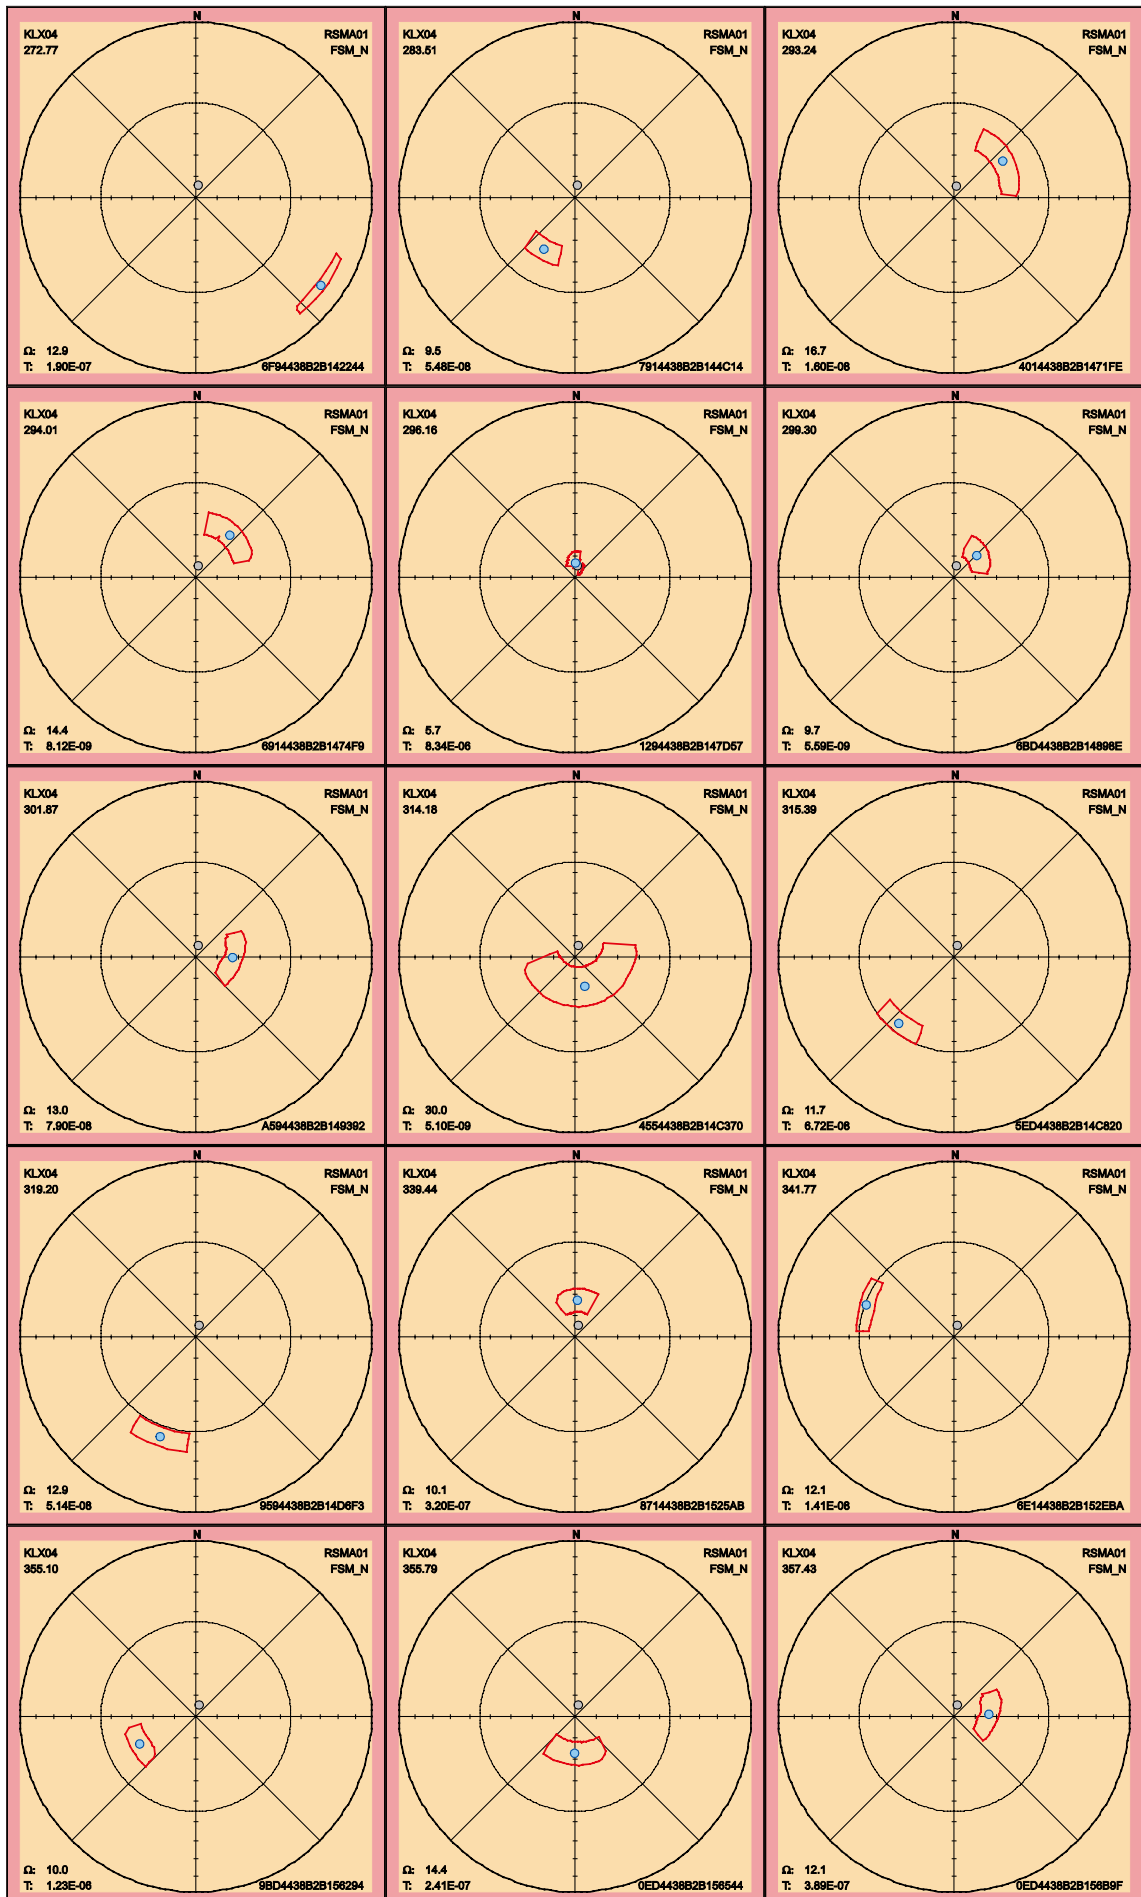 N
KLX04 RSMA01
272.77 FSM_N
Ω: 12.9
T: 1.90E-07 6F94438B2B142244
N
KLX04 RSMA01
283.51 FSM_N
Ω: 9.5
T: 5.48E-08 7914438B2B144C14
N
KLX04 RSMA01
293.24 FSM_N
Ω: 16.7
T: 1.60E-08 4014438B2B1471FE
N
KLX04 RSMA01
294.01 FSM_N
Ω: 14.4
T: 8.12E-09 6914438B2B1474F9
N
KLX04 RSMA01
296.16 FSM_N
Ω: 5.7
T: 8.34E-06 1294438B2B147D57
N
KLX04 RSMA01
299.30 FSM_N
Ω: 9.7
T: 5.59E-09 6BD4438B2B14898E
N
KLX04 RSMA01
301.87 FSM_N
Ω: 13.0
T: 7.90E-08 A594438B2B149392
N
KLX04 RSMA01
314.18 FSM_N
Ω: 30.0
T: 5.10E-09 4554438B2B14C370
N
KLX04 RSMA01
315.39 FSM_N
Ω: 11.7
T: 6.72E-08 5ED4438B2B14C820
N
KLX04 RSMA01
319.20 FSM_N
Ω: 12.9
T: 5.14E-08 9594438B2B14D6F3
N
KLX04 RSMA01
339.44 FSM_N
Ω: 10.1
T: 3.20E-07 8714438B2B1525AB
N
KLX04 RSMA01
341.77 FSM_N
Ω: 12.1
T: 1.41E-08 6E14438B2B152EBA
N
KLX04 RSMA01
355.10 FSM_N
Ω: 10.0
T: 1.23E-06 9BD4438B2B156294
N
KLX04 RSMA01
355.79 FSM_N
Ω: 14.4
T: 2.41E-07 0ED4438B2B156544
N
KLX04 RSMA01
357.43 FSM_N
Ω: 12.1
T: 3.89E-07 0ED4438B2B156B9F